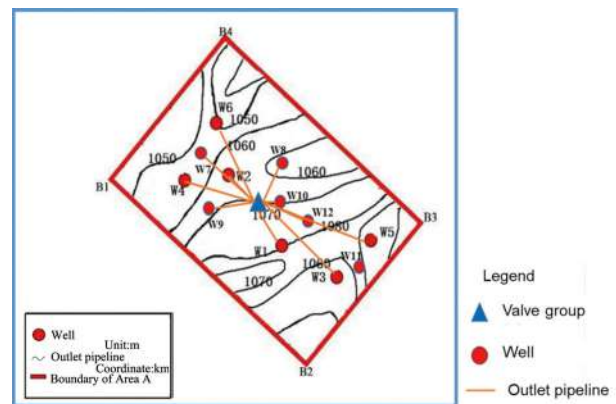 B4
W6
1050
1060
1050
W8
W7
1060
W2
B1
W4
W10
W9
1070
W12
B3
1060
W1
W5
1060
W11
1070
W3
B2
Well
Unit:m
Outlet pipeline
Coordinate:km
Boundary of Area A
Legend
Valve group
Well
Outlet pipeline